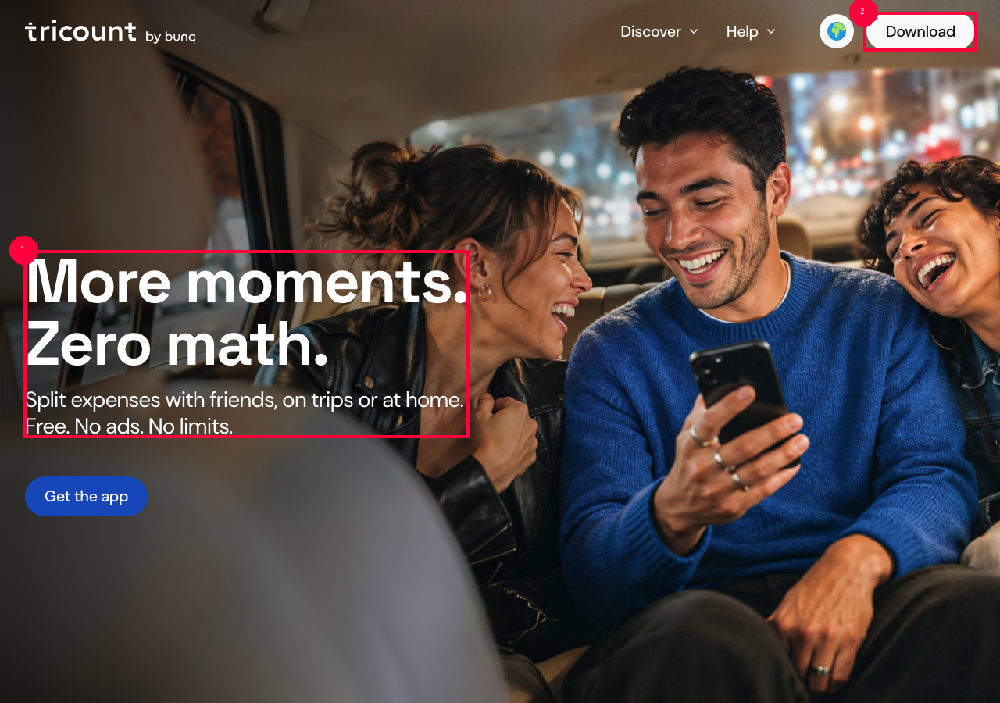 tricount by bunq
Discover
Help
2
Download
1
More moments.
Zero math.
Split expenses with friends, on trips or at home.
Free. No ads. No limits.
Get the app